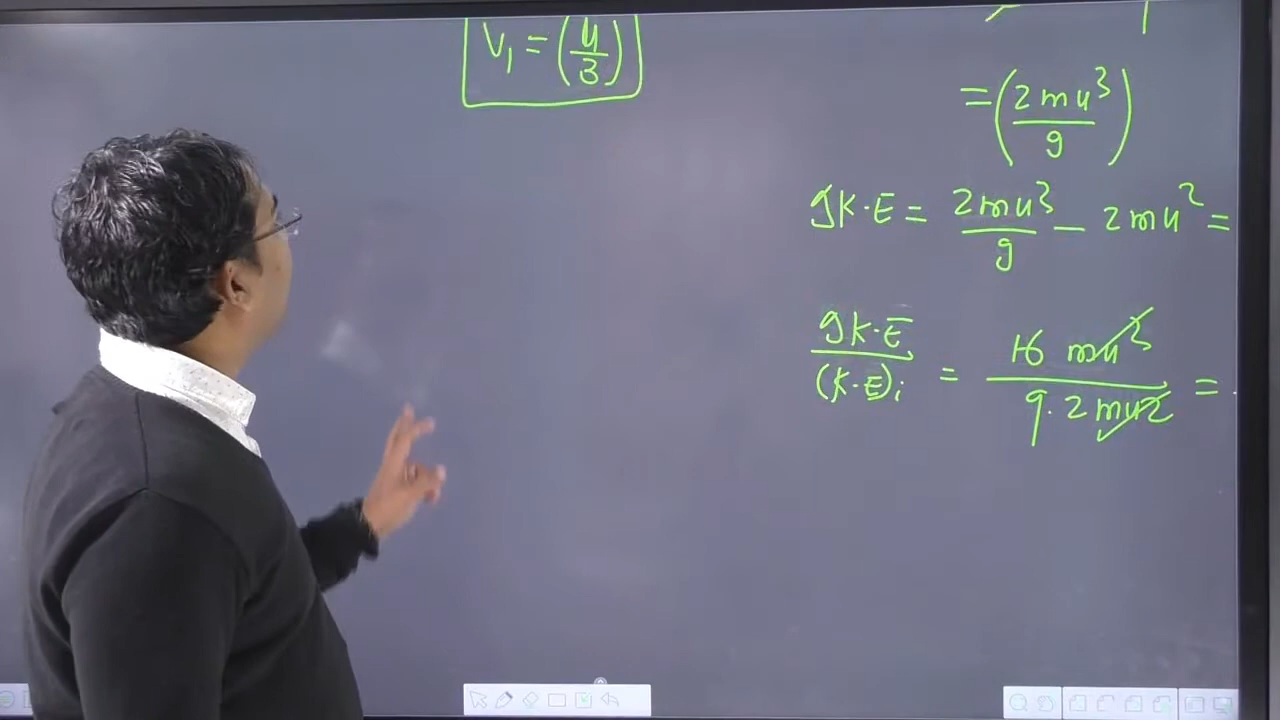 V₁ = (u/3)
= (2mu³/9)
gK·E = 2mu³/9 - 2mu² =
gK·E/(K·E)i = 16 mu³/9·2mu² =